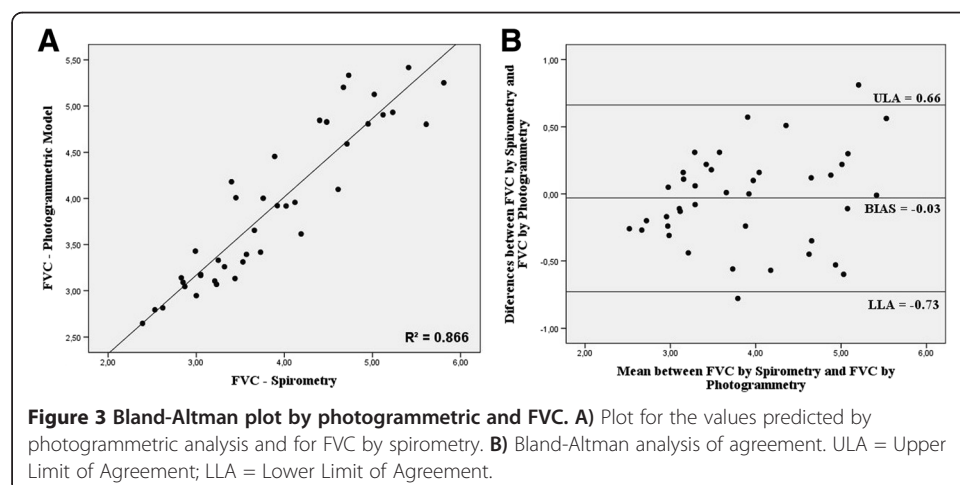 A
5,50
5,00
4,50
4,00
3,50
3,00
2,50
FVC - Photogrammetric Model
R² = 0.866
2,00 3,00 4,00 5,00 6,00
FVC - Spirometry
B
1,00
0,50
0,00
-0,50
-1,00
Diferences between FVC by Spirometry and
FVC by Photogrammetry
ULA = 0.66
BIAS = -0.03
LLA = -0.73
2,00 3,00 4,00 5,00 6,00
Mean between FVC by Spirometry and FVC by
Photogrammetry
Figure 3 Bland-Altman plot by photogrammetric and FVC. A) Plot for the values predicted by
photogrammetric analysis and for FVC by spirometry. B) Bland-Altman analysis of agreement. ULA = Upper
Limit of Agreement; LLA = Lower Limit of Agreement.